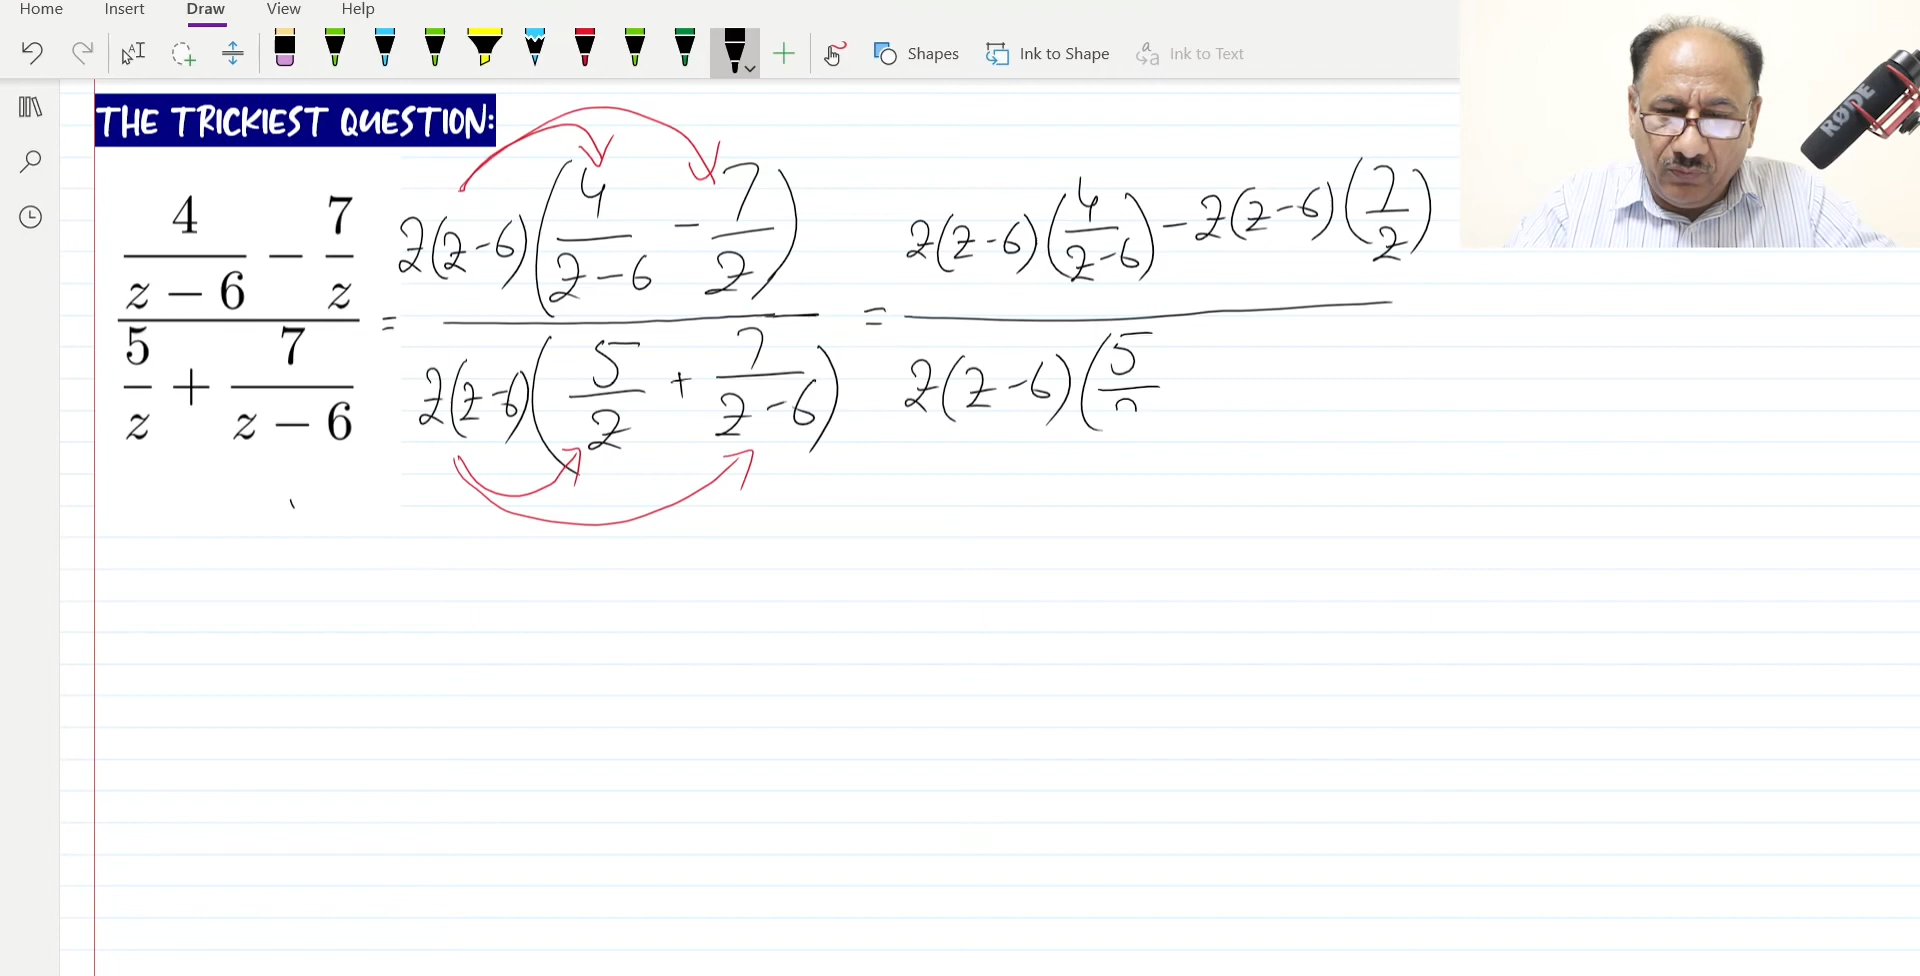 Home Insert Draw View Help
Shapes Ink to Shape Ink to Text
THE TRICKIEST QUESTION:
4/(z − 6) − 7/z
5/z + 7/(z − 6)
= z(z-6)(4/(z-6) - 7/z)
z(z-6)(5/z + 7/(z-6))
= z(z-6)(4/(z-6)) - z(z-6)(7/z)
z(z-6)(5/
RØDE